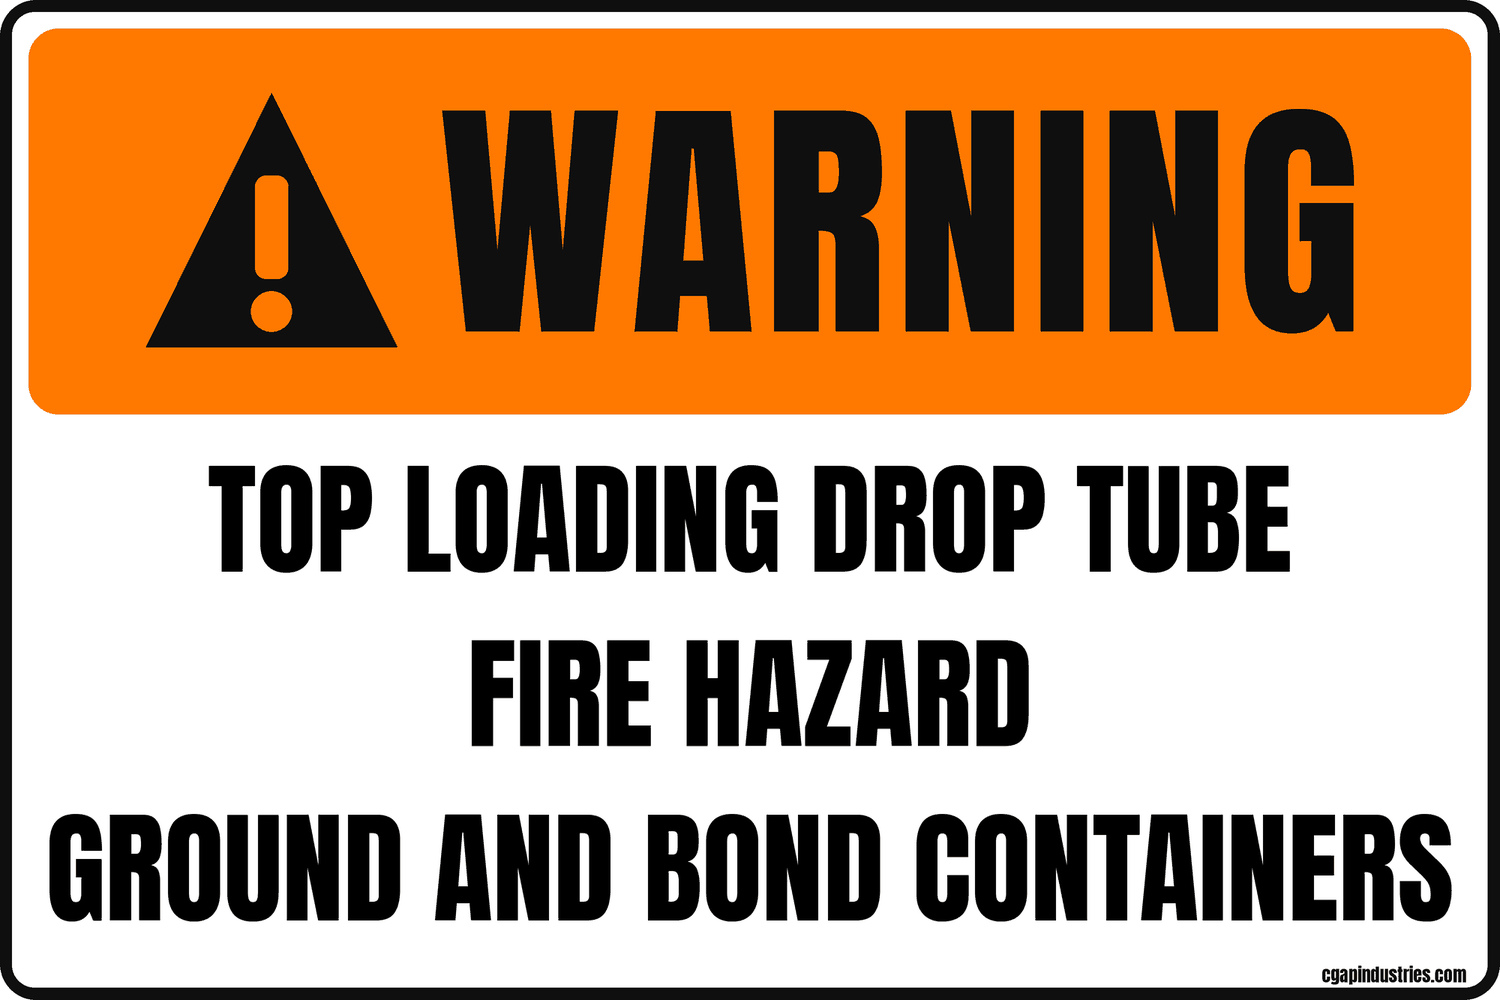 WARNING
TOP LOADING DROP TUBE
FIRE HAZARD
GROUND AND BOND CONTAINERS
cgapindustries.com